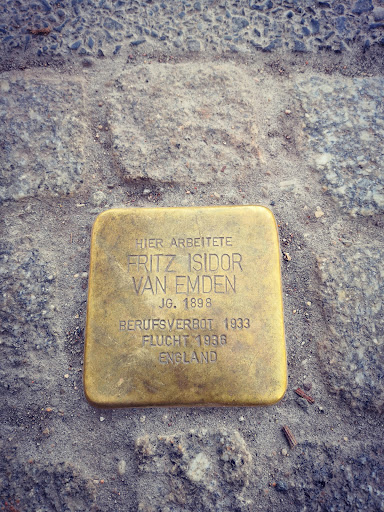 HIER ARBEITETE
FRITZ ISIDOR
VAN EMDEN
JG. 1898
BERUFSVERBOT 1933
FLUCHT 1936
ENGLAND